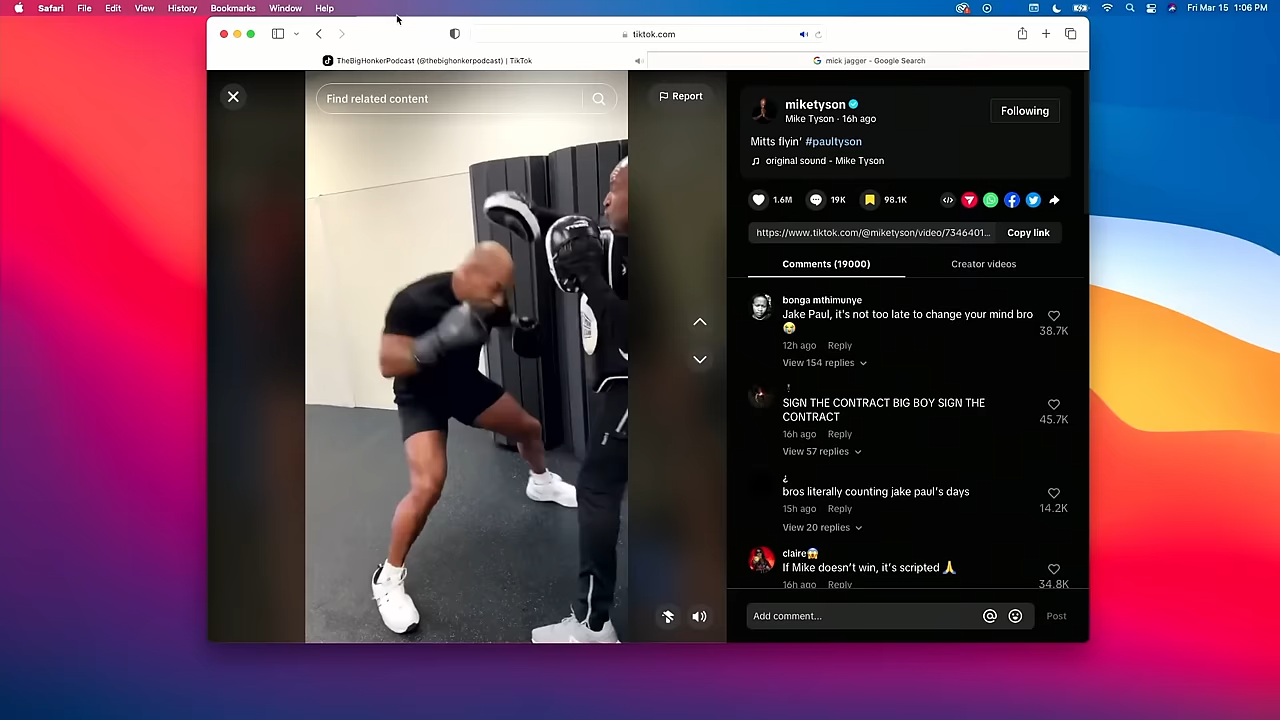 Safari File Edit View History Bookmarks Window Help
Fri Mar 15 1:06 PM
tiktok.com
TheBigHonkerPodcast (@thebighonkerpodcast) | TikTok
mick jagger - Google Search
Find related content
Report
miketyson
Mike Tyson · 16h ago
Following
Mitts flyin' #paultyson
original sound - Mike Tyson
1.6M 19K 98.1K
https://www.tiktok.com/@miketyson/video/7346401...
Copy link
Comments (19000)
Creator videos
bonga mthimunye
Jake Paul, it's not too late to change your mind bro
😭
38.7K
12h ago Reply
View 154 replies
!
SIGN THE CONTRACT BIG BOY SIGN THE
CONTRACT
45.7K
16h ago Reply
View 57 replies
¿
bros literally counting jake paul's days
14.2K
15h ago Reply
View 20 replies
claire😱
If Mike doesn't win, it's scripted 🙏
34.8K
16h ago Reply
Add comment...
Post